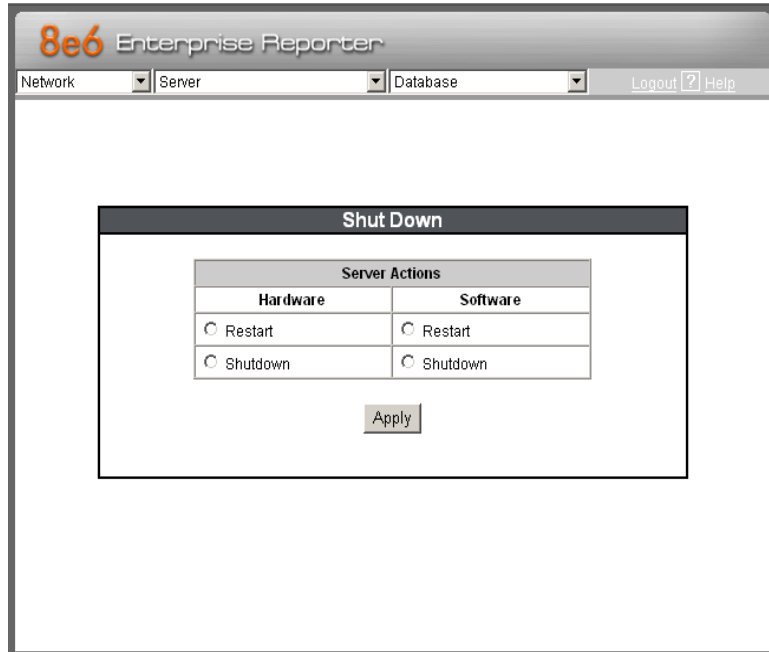 8e6 Enterprise Reporter
Network Server Database Logout ? Help
Shut Down
Server Actions
Hardware Software
Restart Restart
Shutdown Shutdown
Apply